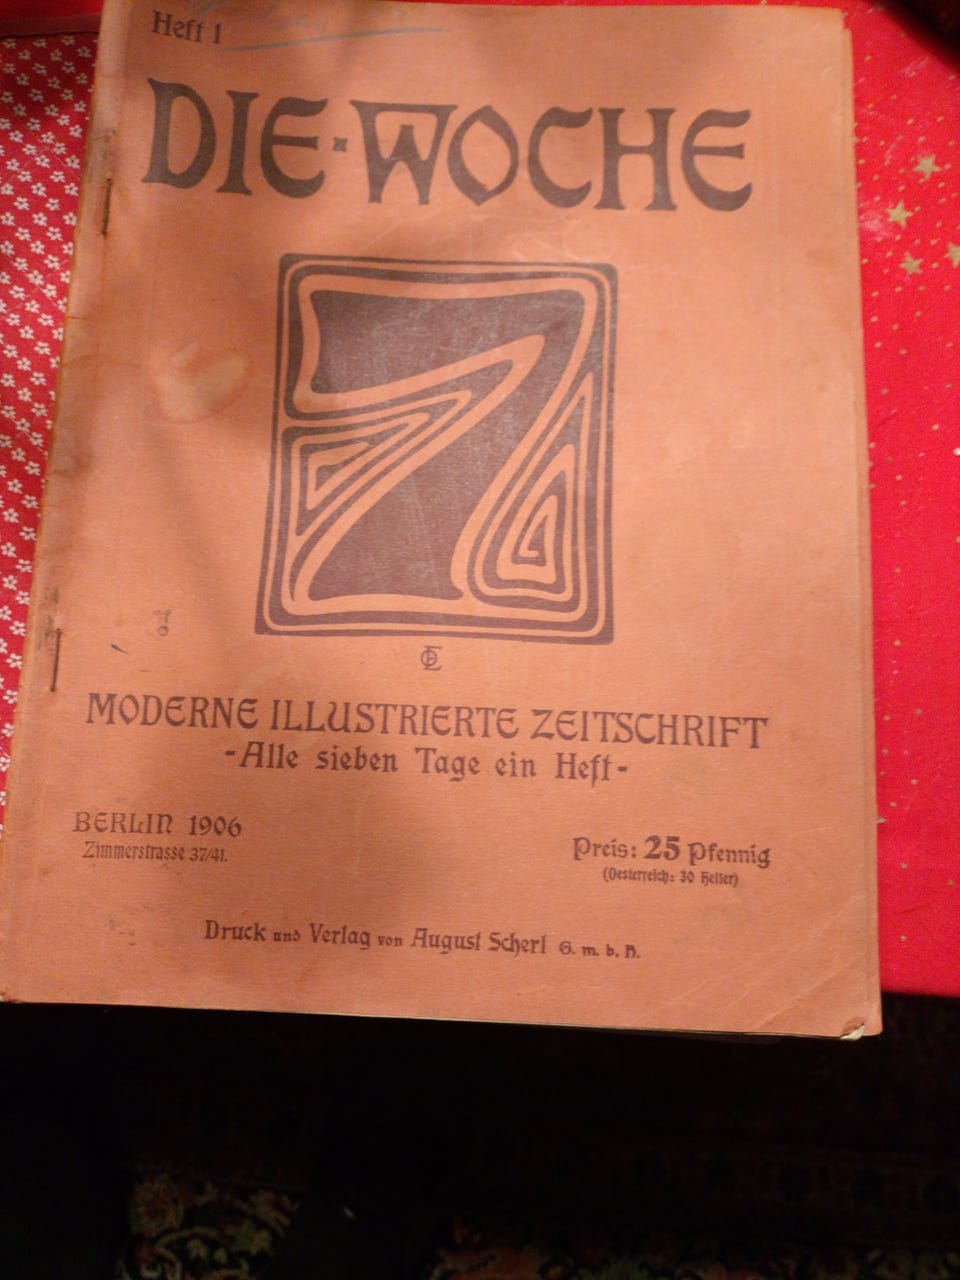 Heft 1
DIE·WOCHE
7
MODERNE ILLUSTRIERTE ZEITSCHRIFT
-Alle sieben Tage ein Heft-
BERLIN 1906
Zimmerstrasse 37/41.
Preis: 25 Pfennig
(Oesterreich: 30 Heller)
Druck und Verlag von August Scherl G. m. b. H.